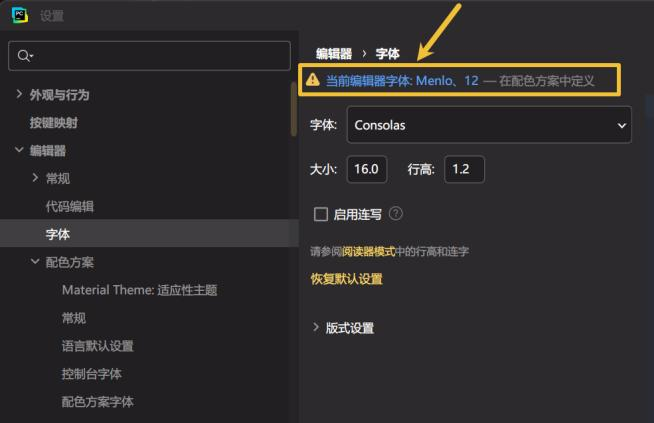 PC 设置
编辑器 › 字体
当前编辑器字体: Menlo、12 — 在配色方案中定义
外观与行为
按键映射
编辑器
常规
代码编辑
字体
配色方案
Material Theme: 适应性主题
常规
语言默认设置
控制台字体
配色方案字体
字体: Consolas
大小: 16.0 行高: 1.2
启用连写 ?
请参阅阅读器模式中的行高和连字
恢复默认设置
版式设置